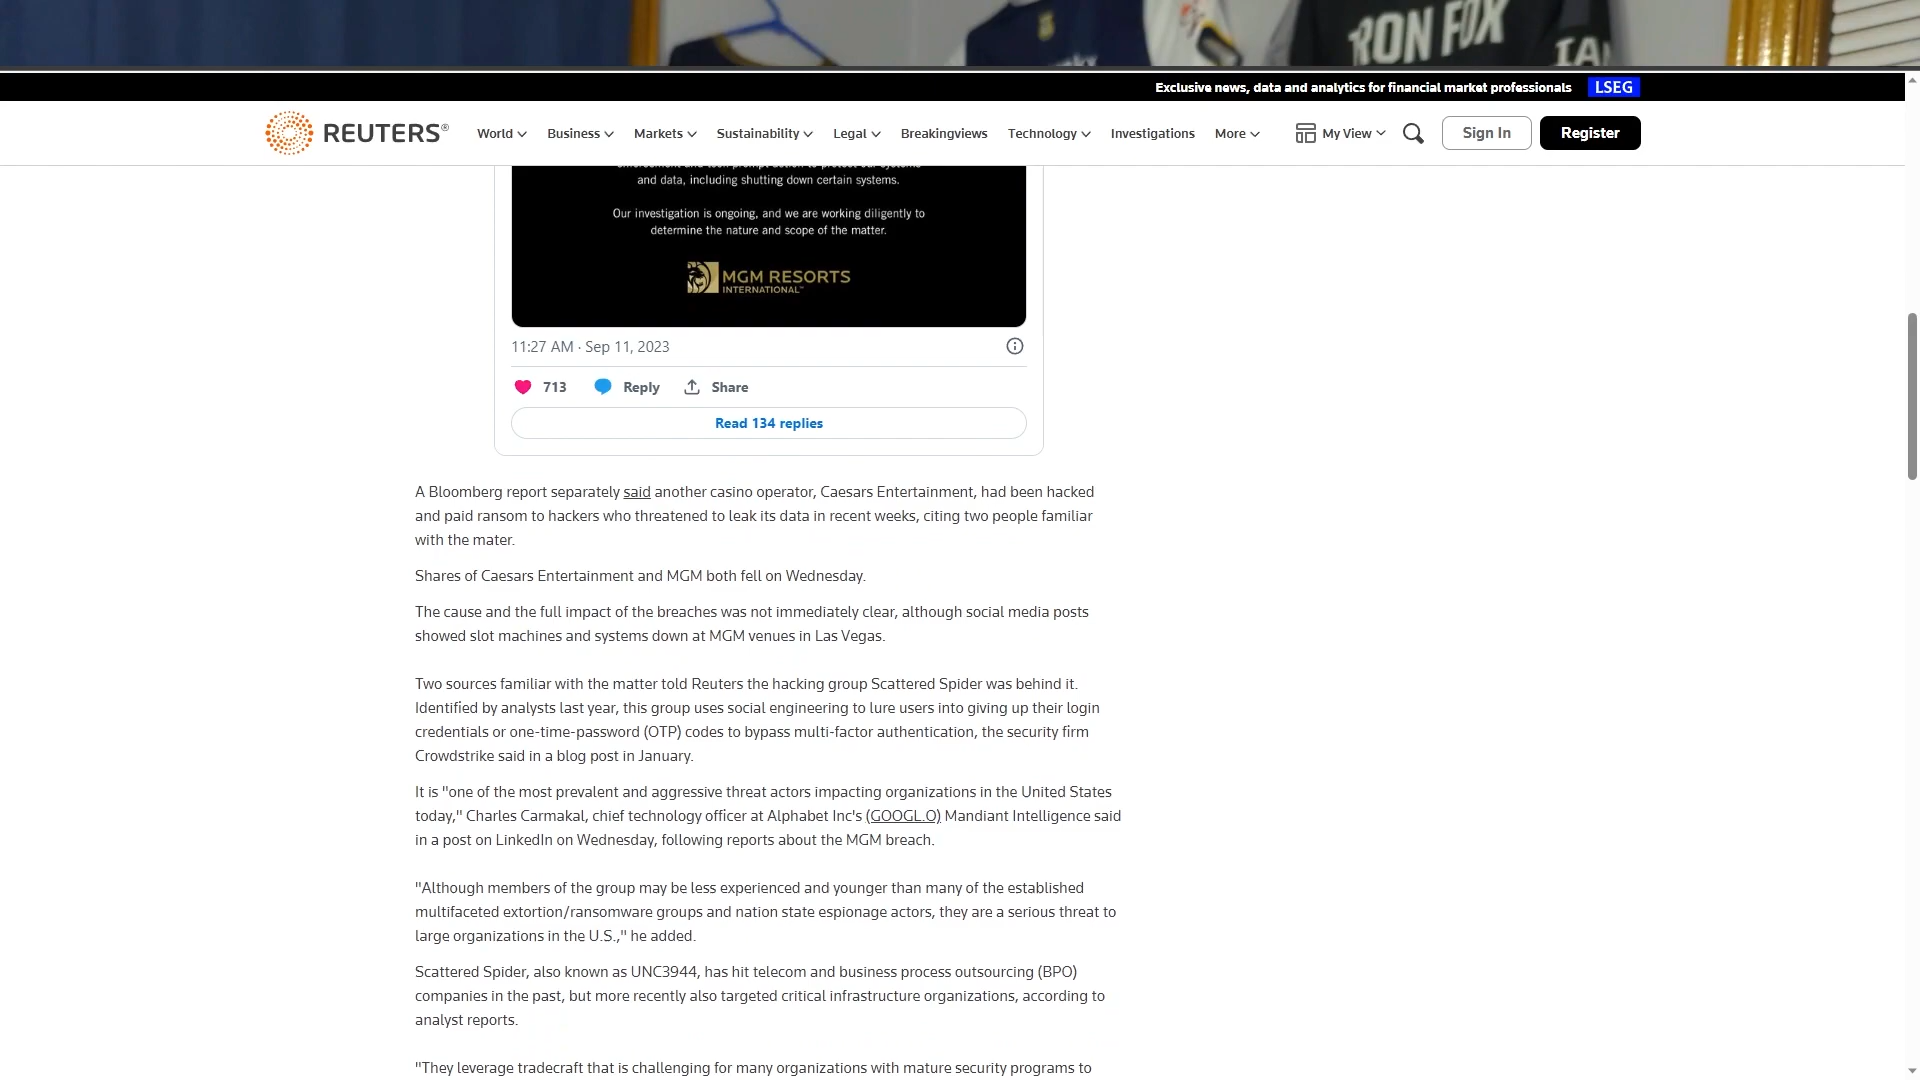 RON FOX
Exclusive news, data and analytics for financial market professionals LSEG
REUTERS® World Business Markets Sustainability Legal Breakingviews Technology Investigations More My View Sign In Register
and data, including shutting down certain systems.
Our investigation is ongoing, and we are working diligently to
determine the nature and scope of the matter.
MGM RESORTS
INTERNATIONAL™
11:27 AM · Sep 11, 2023
713 Reply Share
Read 134 replies
A Bloomberg report separately said another casino operator, Caesars Entertainment, had been hacked
and paid ransom to hackers who threatened to leak its data in recent weeks, citing two people familiar
with the mater.
Shares of Caesars Entertainment and MGM both fell on Wednesday.
The cause and the full impact of the breaches was not immediately clear, although social media posts
showed slot machines and systems down at MGM venues in Las Vegas.
Two sources familiar with the matter told Reuters the hacking group Scattered Spider was behind it.
Identified by analysts last year, this group uses social engineering to lure users into giving up their login
credentials or one-time-password (OTP) codes to bypass multi-factor authentication, the security firm
Crowdstrike said in a blog post in January.
It is "one of the most prevalent and aggressive threat actors impacting organizations in the United States
today," Charles Carmakal, chief technology officer at Alphabet Inc's (GOOGL.O) Mandiant Intelligence said
in a post on LinkedIn on Wednesday, following reports about the MGM breach.
"Although members of the group may be less experienced and younger than many of the established
multifaceted extortion/ransomware groups and nation state espionage actors, they are a serious threat to
large organizations in the U.S.," he added.
Scattered Spider, also known as UNC3944, has hit telecom and business process outsourcing (BPO)
companies in the past, but more recently also targeted critical infrastructure organizations, according to
analyst reports.
"They leverage tradecraft that is challenging for many organizations with mature security programs to